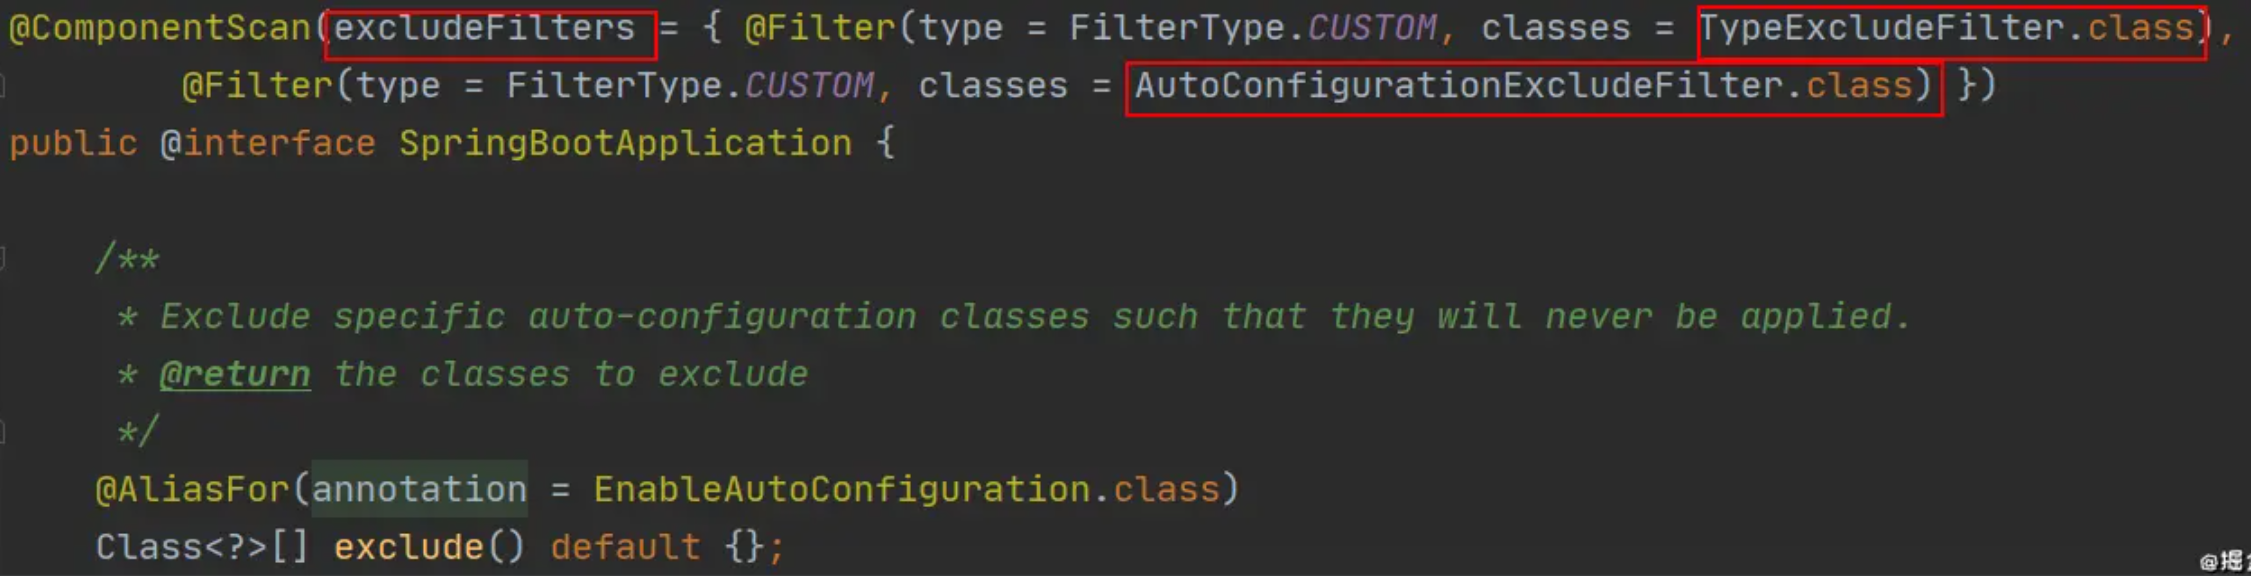 @ComponentScan(excludeFilters = { @Filter(type = FilterType.CUSTOM, classes = TypeExcludeFilter.class),
@Filter(type = FilterType.CUSTOM, classes = AutoConfigurationExcludeFilter.class) })
public @interface SpringBootApplication {
/**
* Exclude specific auto-configuration classes such that they will never be applied.
* @return the classes to exclude
*/
@AliasFor(annotation = EnableAutoConfiguration.class)
Class<?>[] exclude() default {};
@掘